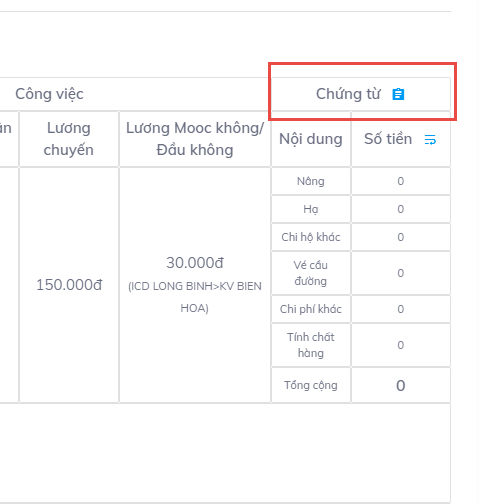 Công việc
Chứng từ
Lương
chuyến
Lương Mooc không/
Đầu không
Nội dung
Số tiền
150.000đ
30.000đ
(ICD LONG BINH>KV BIEN
HOA)
Nâng
0
Hạ
0
Chi hộ khác
0
Vé cầu
đường
0
Chi phí khác
0
Tính chất
hàng
0
Tổng cộng
0